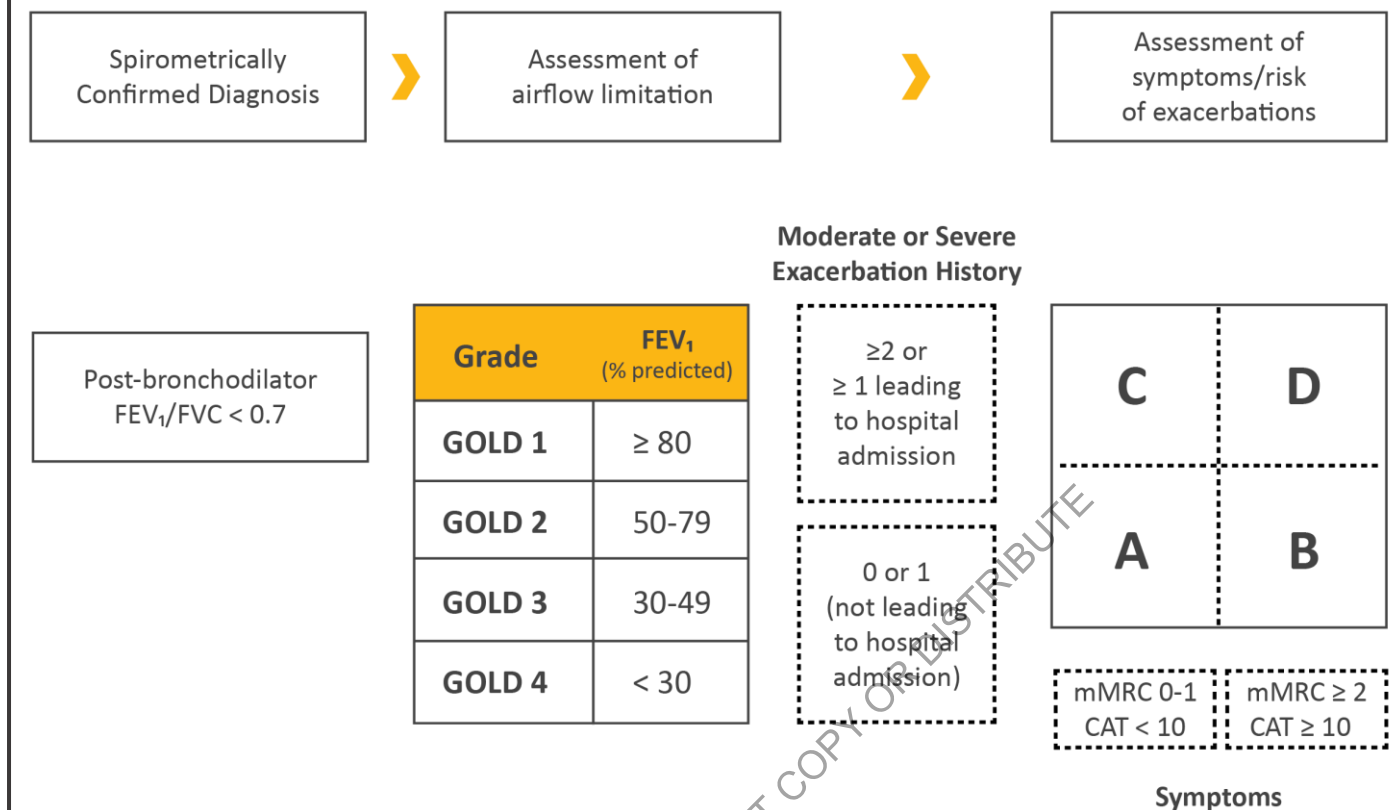 Spirometrically
Confirmed Diagnosis
Assessment of
airflow limitation
Assessment of
symptoms/risk
of exacerbations
Post-bronchodilator
FEV₁/FVC < 0.7
Grade
FEV₁
(% predicted)
GOLD 1
≥ 80
GOLD 2
50-79
GOLD 3
30-49
GOLD 4
< 30
Moderate or Severe
Exacerbation History
≥2 or
≥ 1 leading
to hospital
admission
0 or 1
(not leading
to hospital
admission)
C
D
A
B
mMRC 0-1
CAT < 10
mMRC ≥ 2
CAT ≥ 10
Symptoms
COPY OR DISTRIBUTE